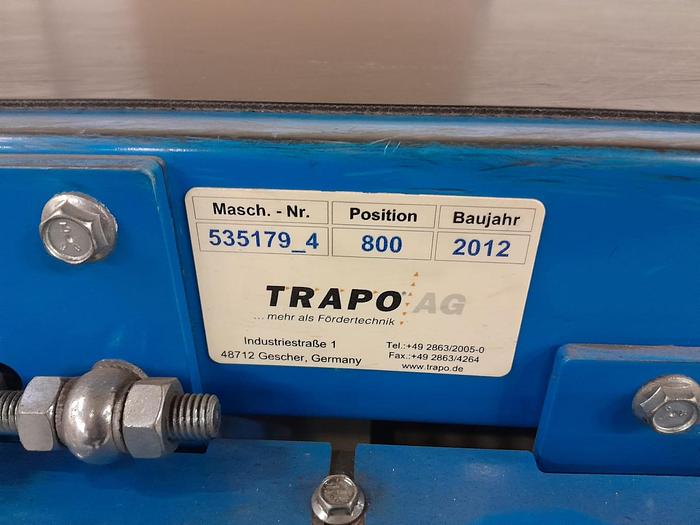 Masch. - Nr. Position Baujahr
535179_4 800 2012
TRAPO AG
... mehr als Fördertechnik
Industriestraße 1
48712 Gescher, Germany
Tel.:+49 2863/2005-0
Fax.:+49 2863/4264
www.trapo.de